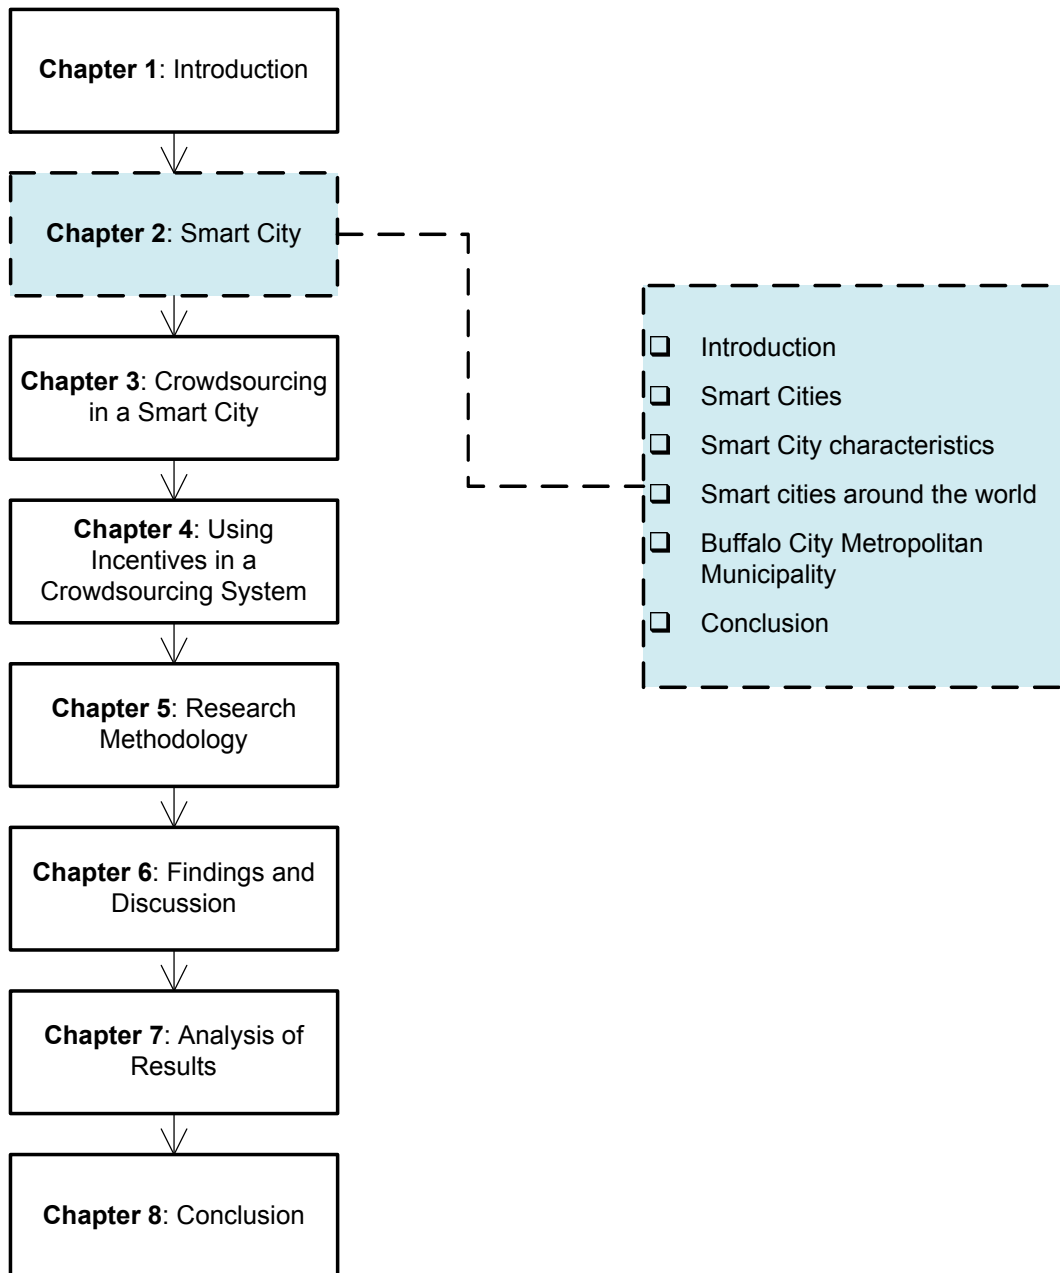 Chapter 1: Introduction
Chapter 2: Smart City
Chapter 3: Crowdsourcing
in a Smart City
Chapter 4: Using
Incentives in a
Crowdsourcing System
Chapter 5: Research
Methodology
Chapter 6: Findings and
Discussion
Chapter 7: Analysis of
Results
Chapter 8: Conclusion
Introduction
Smart Cities
Smart City characteristics
Smart cities around the world
Buffalo City Metropolitan
Municipality
Conclusion